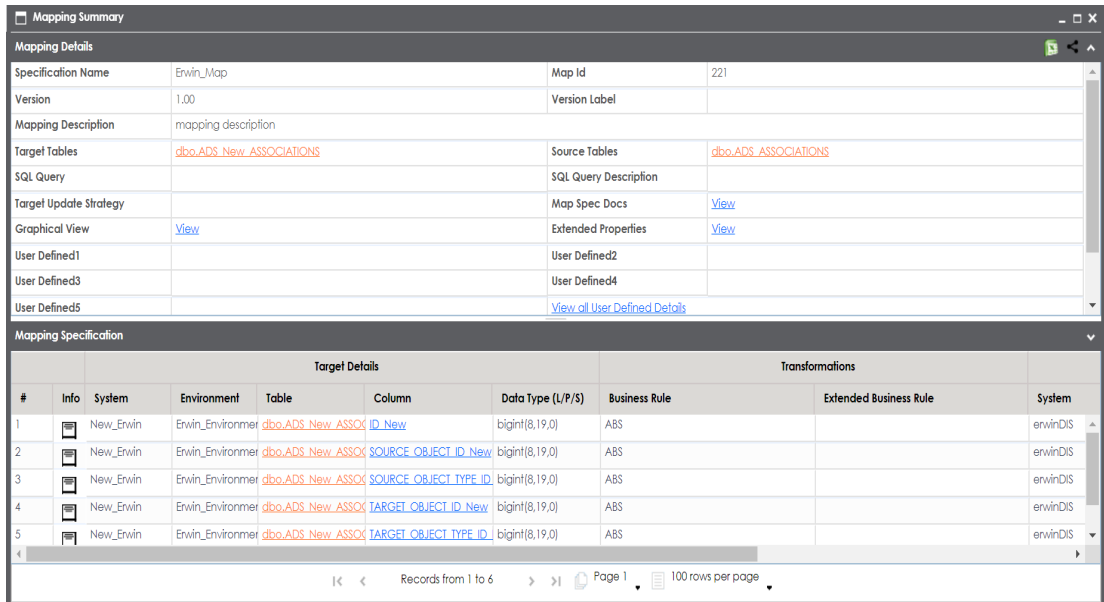 Mapping Summary
Mapping Details
Specification Name Erwin_Map Map Id 221
Version 1.00 Version Label
Mapping Description mapping description
Target Tables dbo.ADS_New_ASSOCIATIONS Source Tables dbo.ADS_ASSOCIATIONS
SQL Query SQL Query Description
Target Update Strategy Map Spec Docs View
Graphical View View Extended Properties View
User Defined1 User Defined2
User Defined3 User Defined4
User Defined5 View all User Defined Details
Mapping Specification
Target Details Transformations
# Info System Environment Table Column Data Type (L/P/S) Business Rule Extended Business Rule System
1 New_Erwin Erwin_Environmer dbo.ADS_New_ASSOC ID_New bigint(8,19,0) ABS erwinDIS
2 New_Erwin Erwin_Environmer dbo.ADS_New_ASSOC SOURCE_OBJECT_ID_New bigint(8,19,0) ABS erwinDIS
3 New_Erwin Erwin_Environmer dbo.ADS_New_ASSOC SOURCE_OBJECT_TYPE_ID bigint(8,19,0) ABS erwinDIS
4 New_Erwin Erwin_Environmer dbo.ADS_New_ASSOC TARGET_OBJECT_ID_New bigint(8,19,0) ABS erwinDIS
5 New_Erwin Erwin_Environmer dbo.ADS_New_ASSOC TARGET_OBJECT_TYPE_ID bigint(8,19,0) ABS erwinDIS
Records from 1 to 6 Page 1 100 rows per page